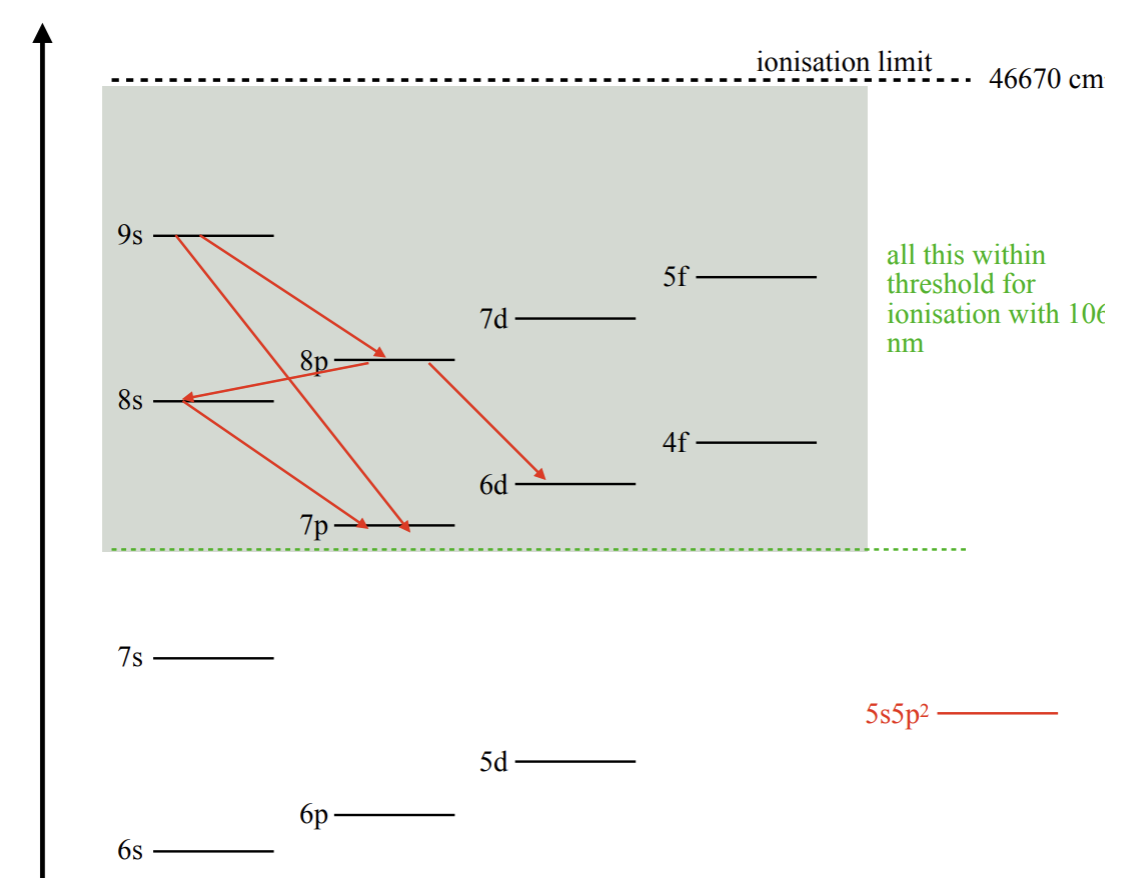 ionisation limit
46670 cm
9s
all this within
threshold for
ionisation with
nm
5f
7d
8p
8s
4f
6d
7p
7s
5s5p²
5d
6p
6s